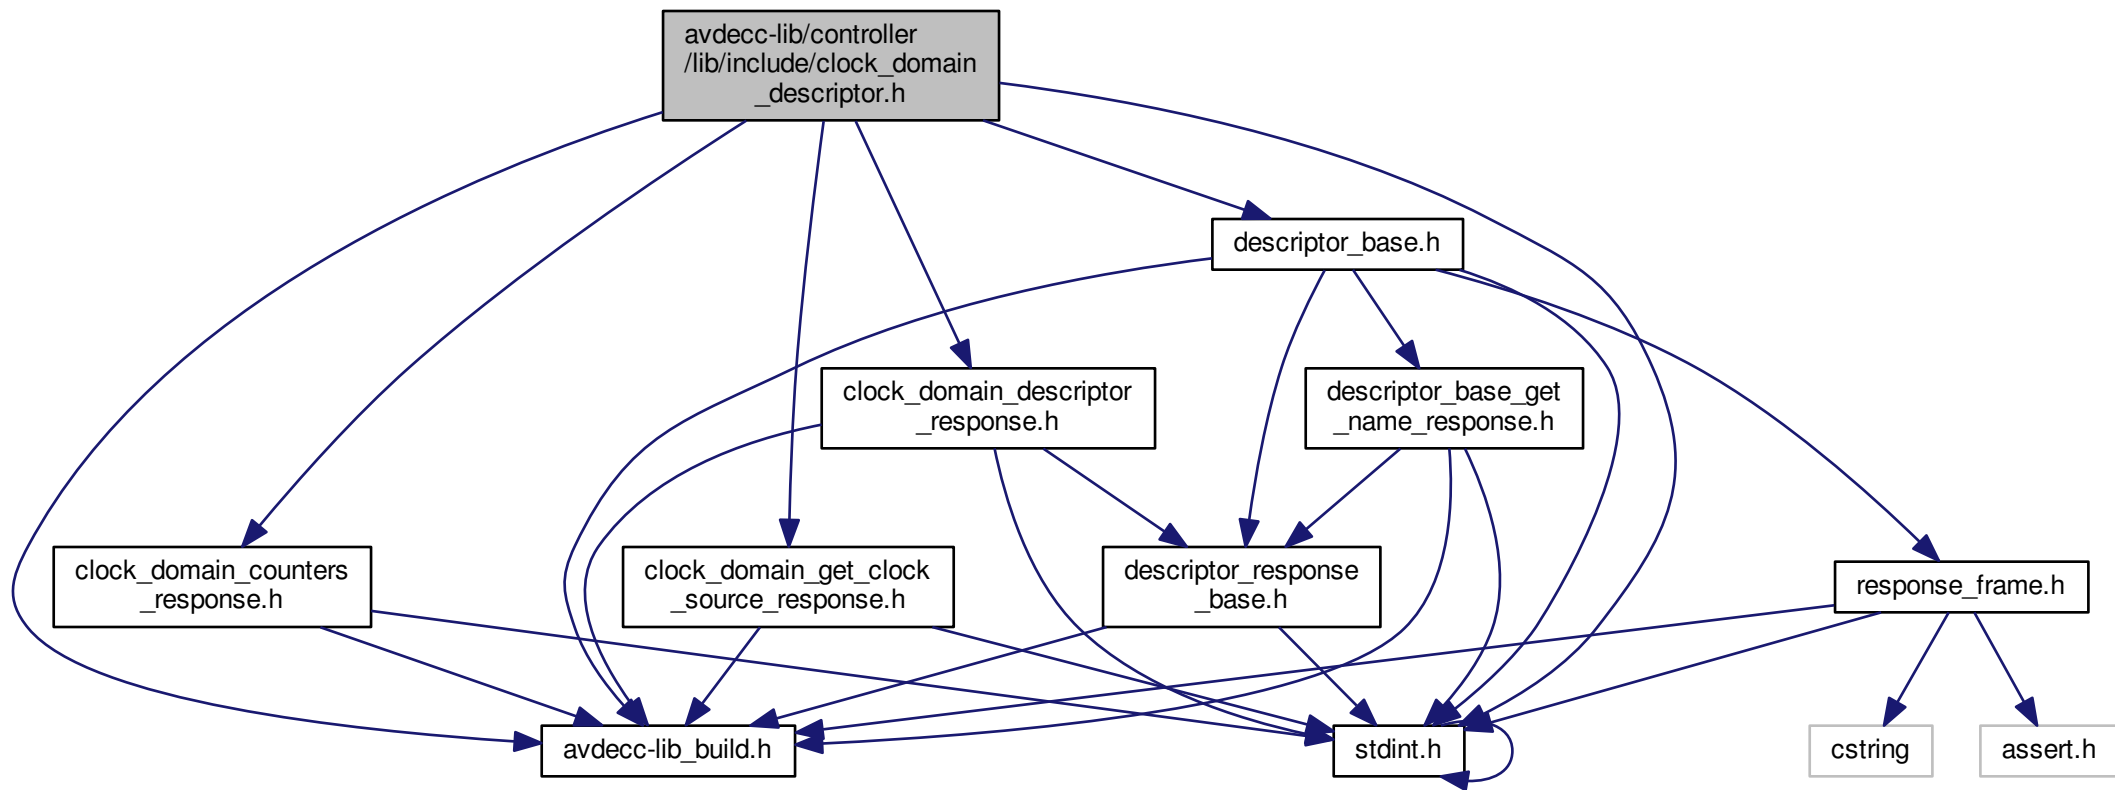 avdecc-lib/controller
/lib/include/clock_domain
_descriptor.h
descriptor_base.h
clock_domain_descriptor
_response.h
descriptor_base_get
_name_response.h
clock_domain_counters
_response.h
clock_domain_get_clock
_source_response.h
descriptor_response
_base.h
response_frame.h
avdecc-lib_build.h
stdint.h
cstring
assert.h